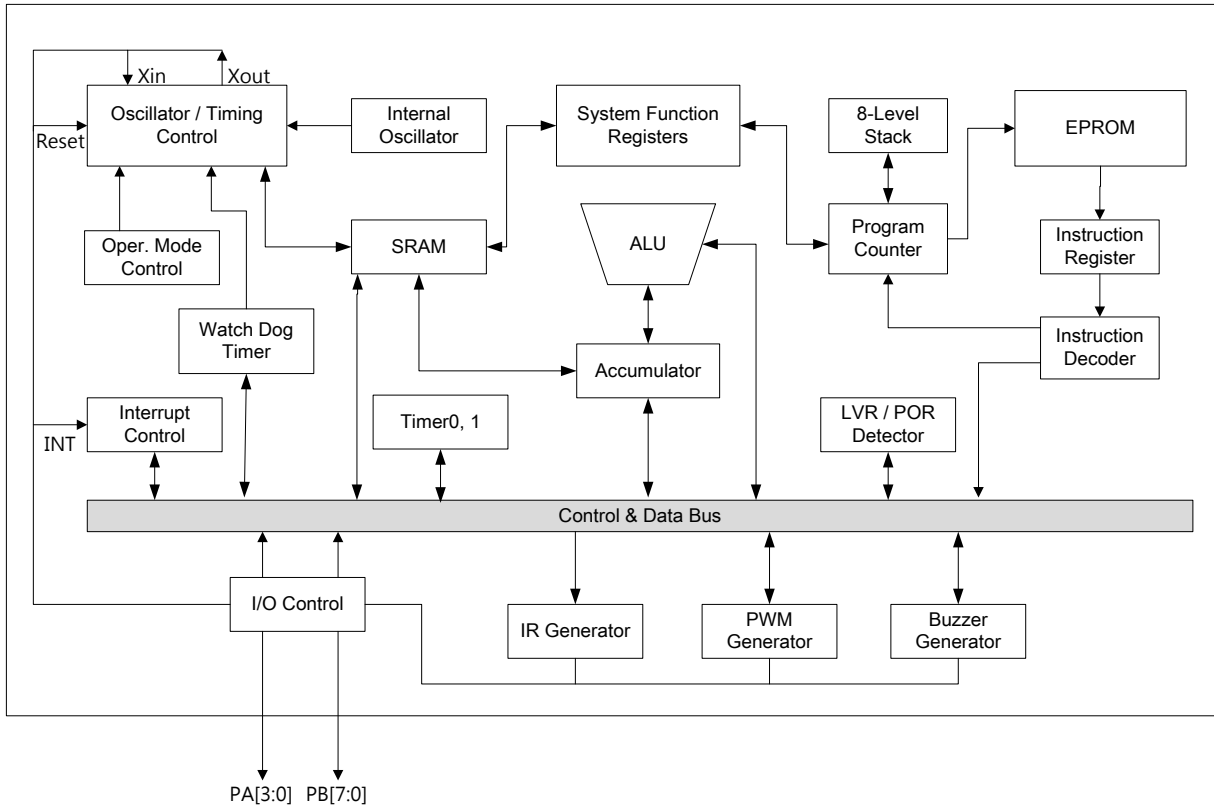 Xin
Xout
Reset
Oscillator / Timing
Control
Internal
Oscillator
System Function
Registers
8-Level
Stack
EPROM
Oper. Mode
Control
SRAM
ALU
Program
Counter
Instruction
Register
Watch Dog
Timer
Accumulator
Instruction
Decoder
INT
Interrupt
Control
Timer0, 1
LVR / POR
Detector
Control & Data Bus
I/O Control
IR Generator
PWM
Generator
Buzzer
Generator
PA[3:0]
PB[7:0]